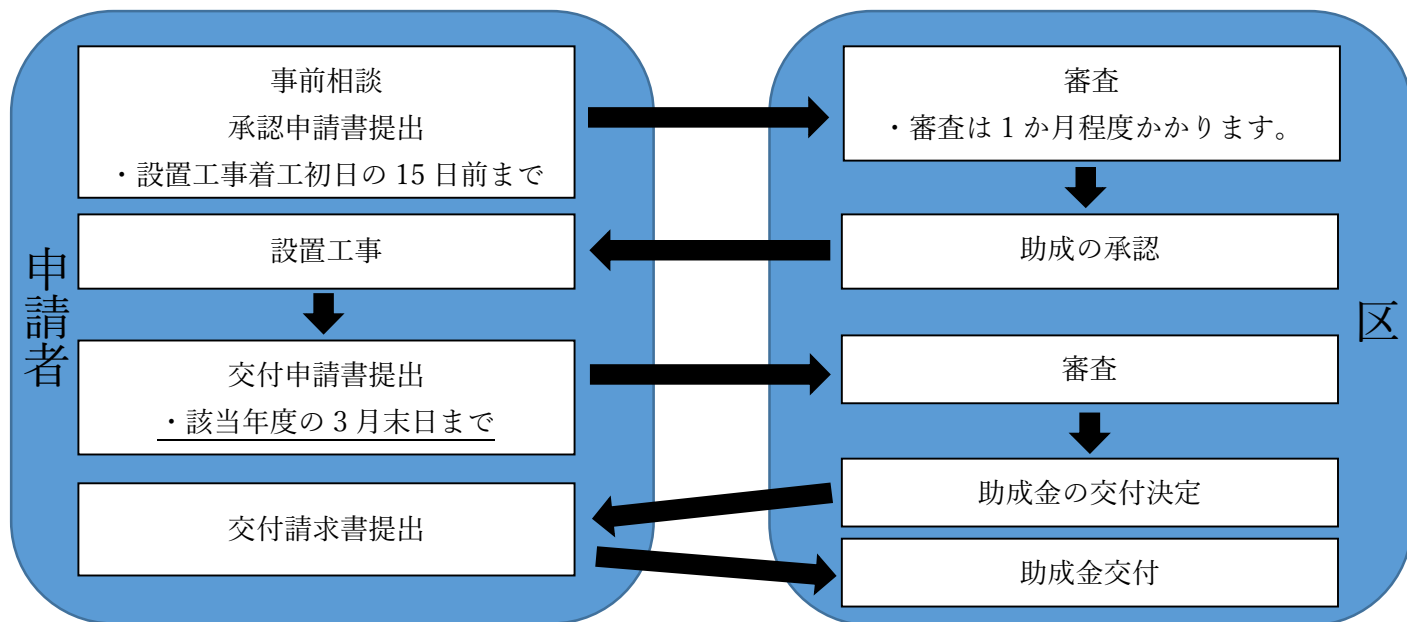 申請者
事前相談
承認申請書提出
・設置工事着工初日の 15 日前まで
設置工事
交付申請書提出
・該当年度の 3 月末日まで
交付請求書提出
区
審査
・審査は 1 か月程度かかります。
助成の承認
審査
助成金の交付決定
助成金交付